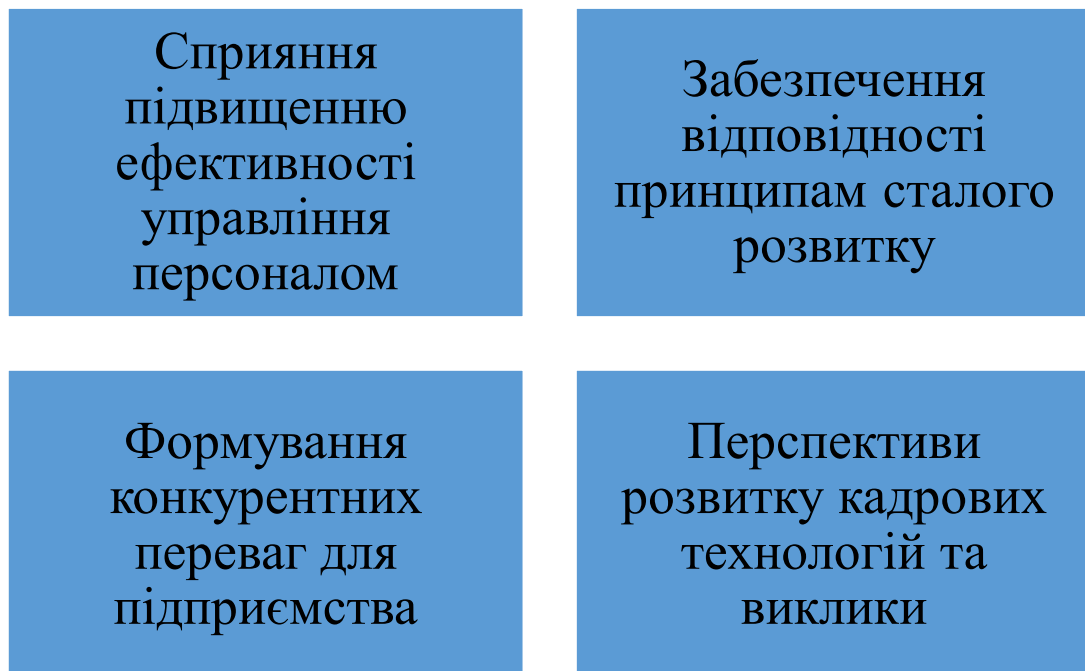 Сприяння
підвищенню
ефективності
управління
персоналом
Забезпечення
відповідності
принципам сталого
розвитку
Формування
конкурентних
переваг для
підприємства
Перспективи
розвитку кадрових
технологій та
виклики